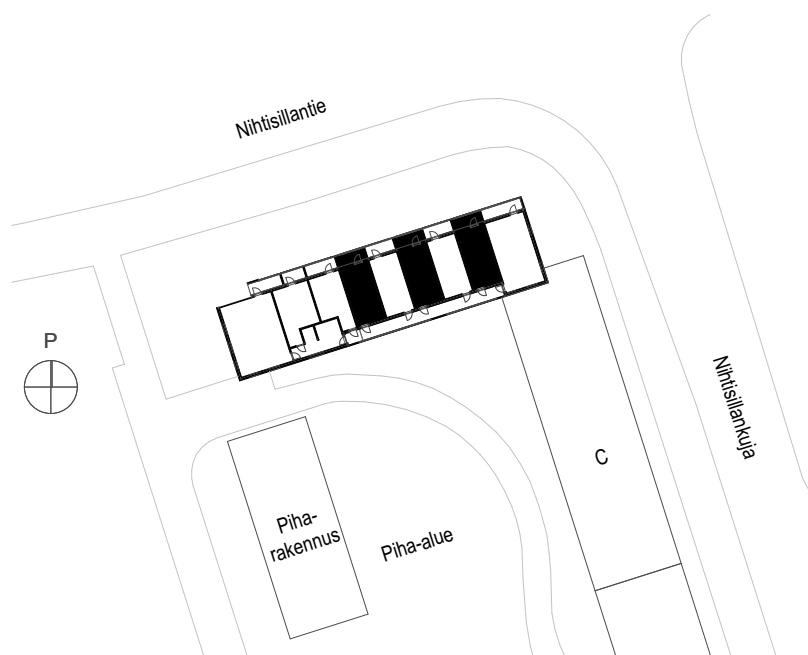 Nihtisillantie
P
Nihtisillankuja
C
Piha-
rakennus
Piha-alue